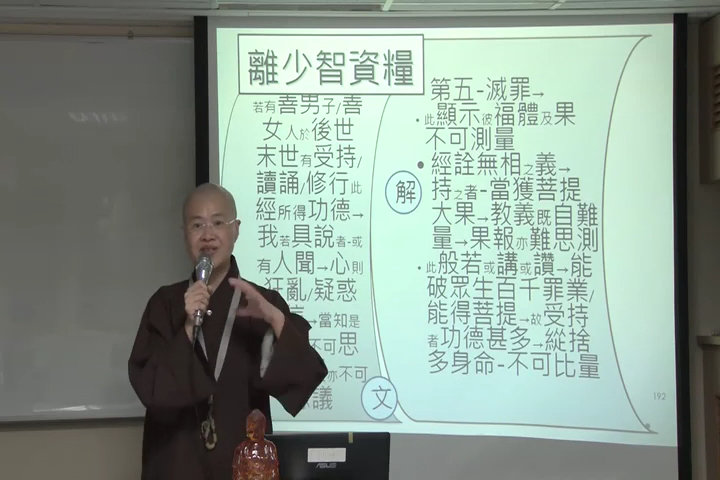 離少智資糧
若有善男子/善
女人於後世
末世有受持/
讀誦/修行此
經所得功德→
我若具說者-或
有人聞→心則
狂亂/疑惑
→當知是
不可思
亦不可
議
文
第五-滅罪→
•此顯示彼福體及果
不可測量
•經詮無相之義→
持之者-當獲菩提
大果→教義既自難
量→果報亦難思測
•此般若或講或讚→能
破眾生百千罪業/
能得菩提→故受持
者功德甚多→縱捨
多身命-不可比量
解
192
ASUS